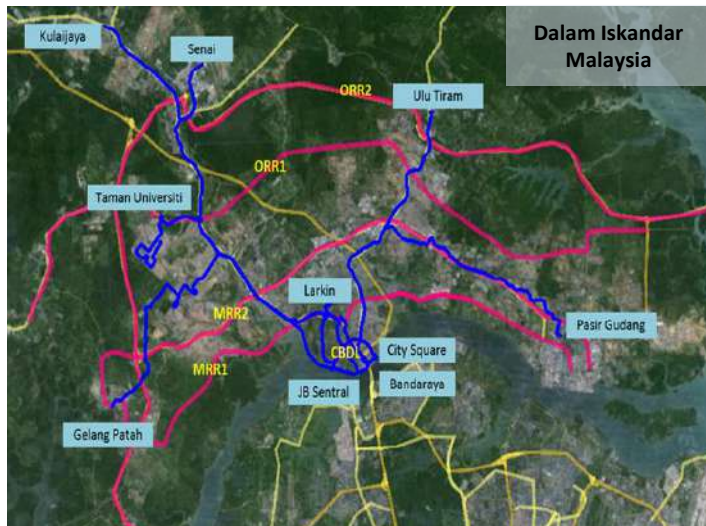 Dalam Iskandar
Malaysia
Kulaijaya
Senai
ORR2
Ulu Tiram
ORR1
Taman Universiti
Larkin
MRR2
Pasir Gudang
CBDL
City Square
MRR1
JB Sentral
Bandaraya
Gelang Patah